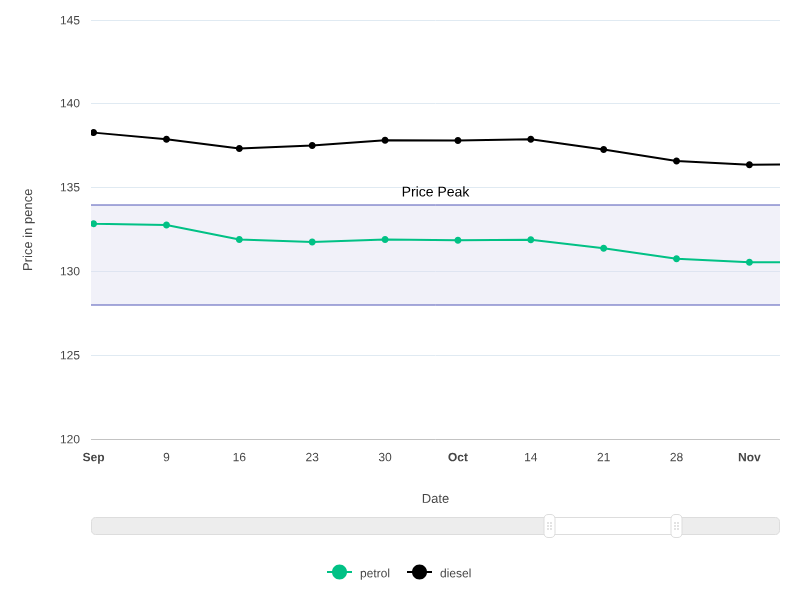 145
140
135
130
125
120
Price in pence
Price Peak
Sep 9 16 23 30 Oct 14 21 28 Nov
Date
petrol diesel